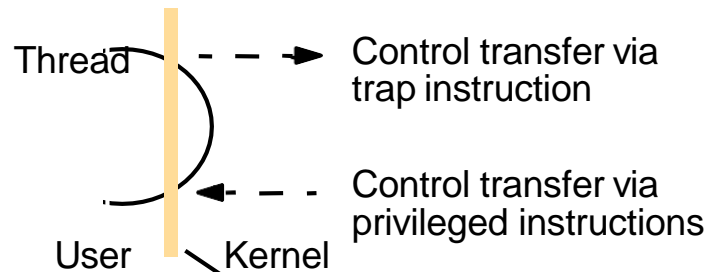 Thread
Control transfer via
trap instruction
Control transfer via
privileged instructions
User
Kernel